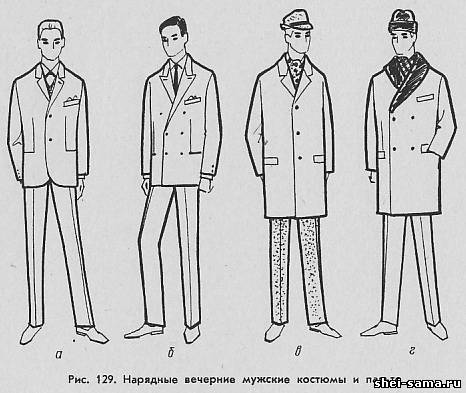 а б в г
Рис. 129. Нарядные вечерние мужские костюмы и
shei-sama.ru